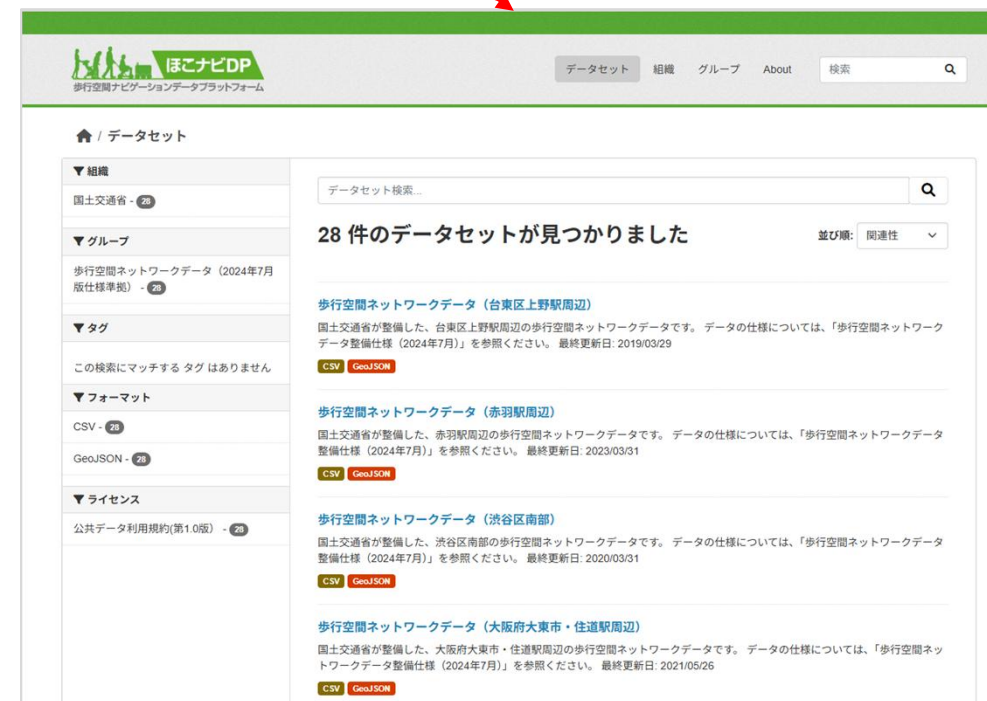 ほこナビDP
歩行空間ナビゲーションデータプラットフォーム
データセット 組織 グループ About 検索
/ データセット
組織
国土交通省 - 28
グループ
歩行空間ネットワークデータ（2024年7月
版仕様準拠） - 28
タグ
この検索にマッチする タグ はありません
フォーマット
CSV - 28
GeoJSON - 28
ライセンス
公共データ利用規約(第1.0版) - 28
データセット検索...
28 件のデータセットが見つかりました
並び順: 関連性
歩行空間ネットワークデータ（台東区上野駅周辺）
国土交通省が整備した、台東区上野駅周辺の歩行空間ネットワークデータです。 データの仕様については、「歩行空間ネットワーク
データ整備仕様（2024年7月）」を参照ください。 最終更新日: 2019/03/29
CSV GeoJSON
歩行空間ネットワークデータ（赤羽駅周辺）
国土交通省が整備した、赤羽駅周辺の歩行空間ネットワークデータです。 データの仕様については、「歩行空間ネットワークデータ
整備仕様（2024年7月）」を参照ください。 最終更新日: 2023/03/31
CSV GeoJSON
歩行空間ネットワークデータ（渋谷区南部）
国土交通省が整備した、渋谷区南部の歩行空間ネットワークデータです。 データの仕様については、「歩行空間ネットワークデータ
整備仕様（2024年7月）」を参照ください。 最終更新日: 2020/03/31
CSV GeoJSON
歩行空間ネットワークデータ（大阪府大東市・住道駅周辺）
国土交通省が整備した、大阪府大東市・住道駅周辺の歩行空間ネットワークデータです。 データの仕様については、「歩行空間ネッ
トワークデータ整備仕様（2024年7月）」を参照ください。 最終更新日: 2021/05/26
CSV GeoJSON